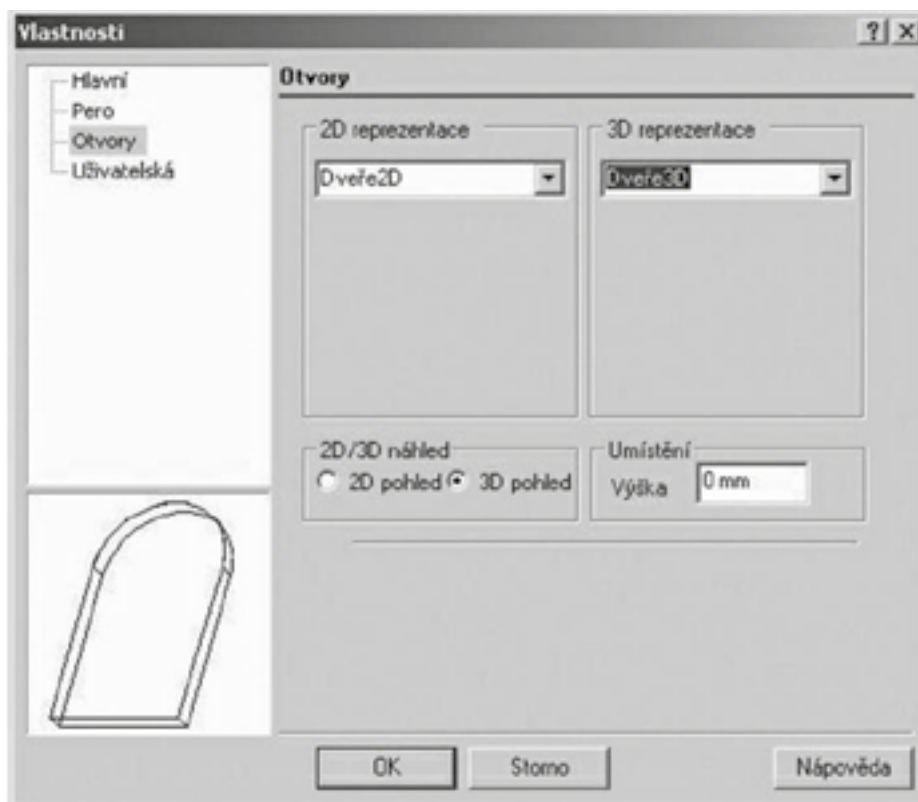 Vlastnosti
Hlavní
Pero
Otvory
Uživatelská
Otvory
2D reprezentace
Dveře2D
3D reprezentace
Dveře3D
2D/3D náhled
2D pohled
3D pohled
Umístění
Výška
0 mm
OK
Storno
Nápověda